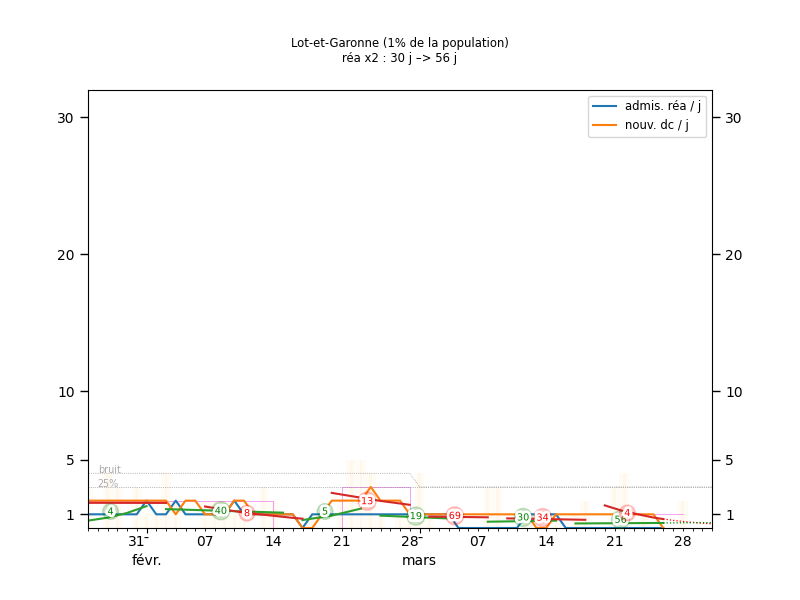 Lot-et-Garonne (1% de la population)
réa x2 : 30 j –> 56 j
admis. réa / j
nouv. dc / j
30 30
20 20
10 10
5 5
1 1
bruit
25%
4 40 8 5 13 19 69 30 34 56 4
31 07 14 21 28 07 14 21 28
févr. mars